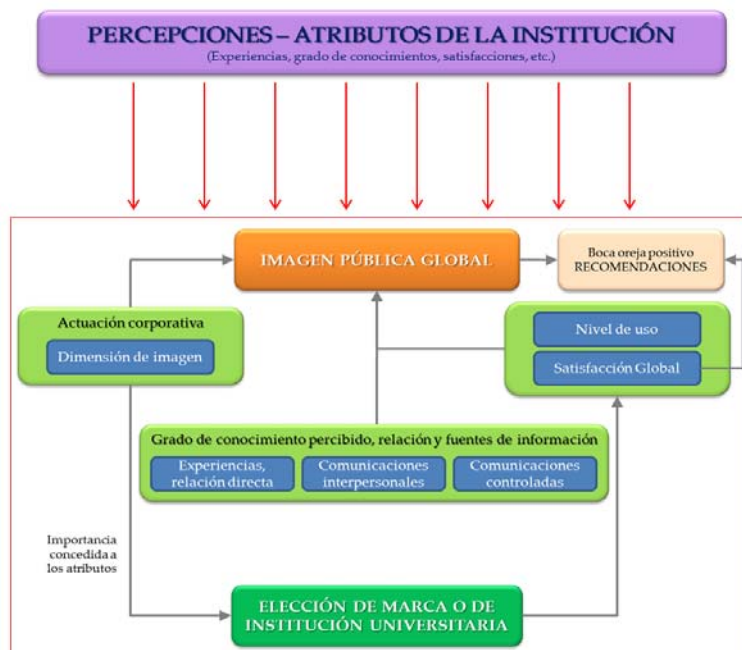 PERCEPCIONES – ATRIBUTOS DE LA INSTITUCIÓN
(Experiencias, grado de conocimientos, satisfacciones, etc.)
IMAGEN PÚBLICA GLOBAL
Boca oreja positivo
RECOMENDACIONES
Actuación corporativa
Dimensión de imagen
Nivel de uso
Satisfacción Global
Grado de conocimiento percibido, relación y fuentes de información
Experiencias,
relación directa
Comunicaciones
interpersonales
Comunicaciones
controladas
Importancia
concedida a
los atributos
ELECCIÓN DE MARCA O DE
INSTITUCIÓN UNIVERSITARIA